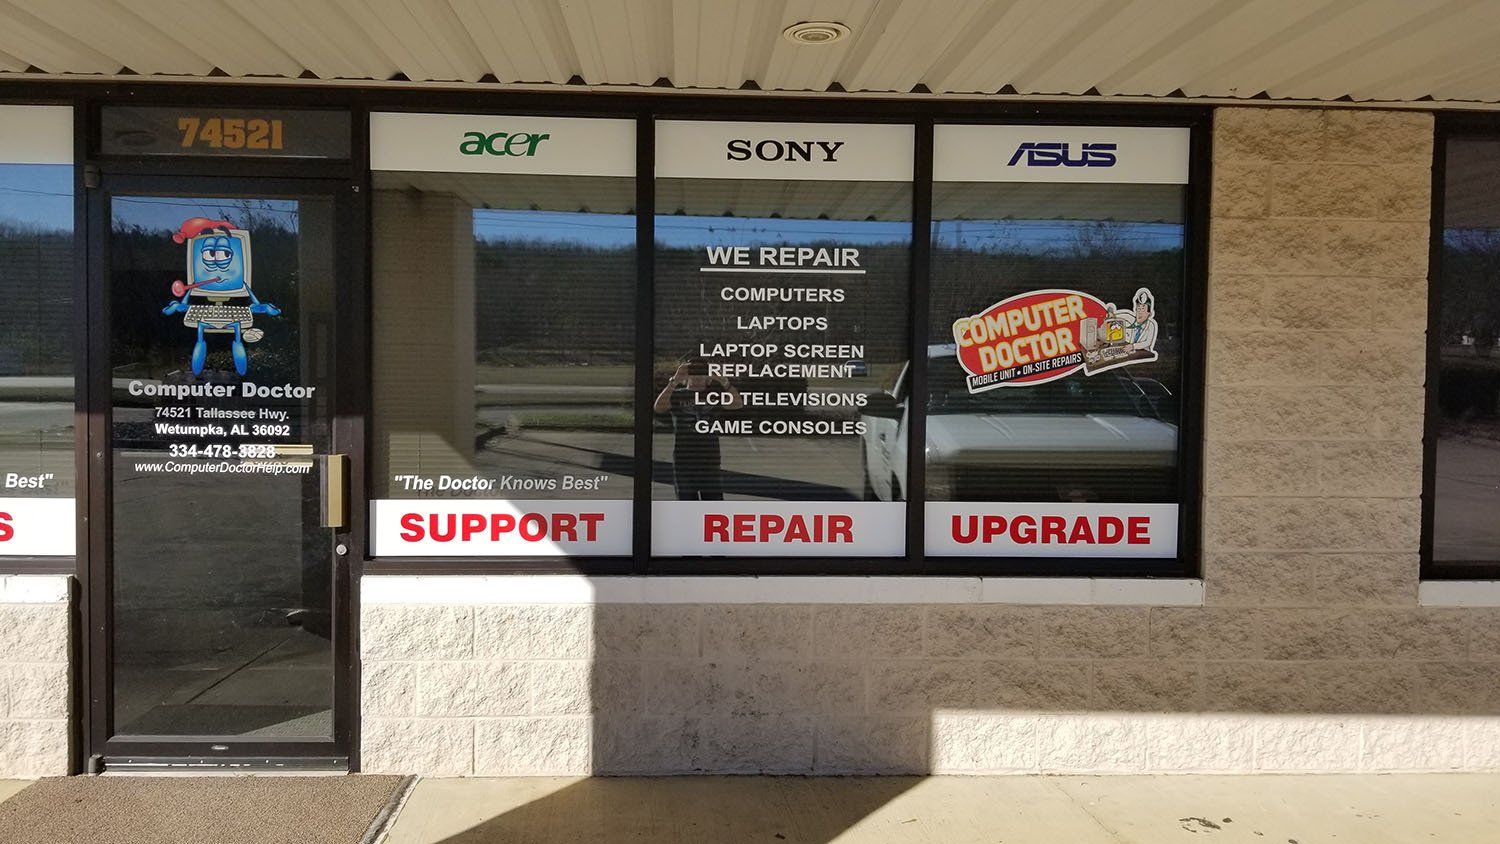 Best"
S
74521
Computer Doctor
74521 Tallassee Hwy.
Wetumpka, AL 36092
334-478-3828
www.ComputerDoctorHelp.com
acer
"The Doctor Knows Best"
SUPPORT
SONY
WE REPAIR
COMPUTERS
LAPTOPS
LAPTOP SCREEN
REPLACEMENT
LCD TELEVISIONS
GAME CONSOLES
REPAIR
ASUS
COMPUTER
DOCTOR
MOBILE UNIT • ON-SITE REPAIRS
UPGRADE